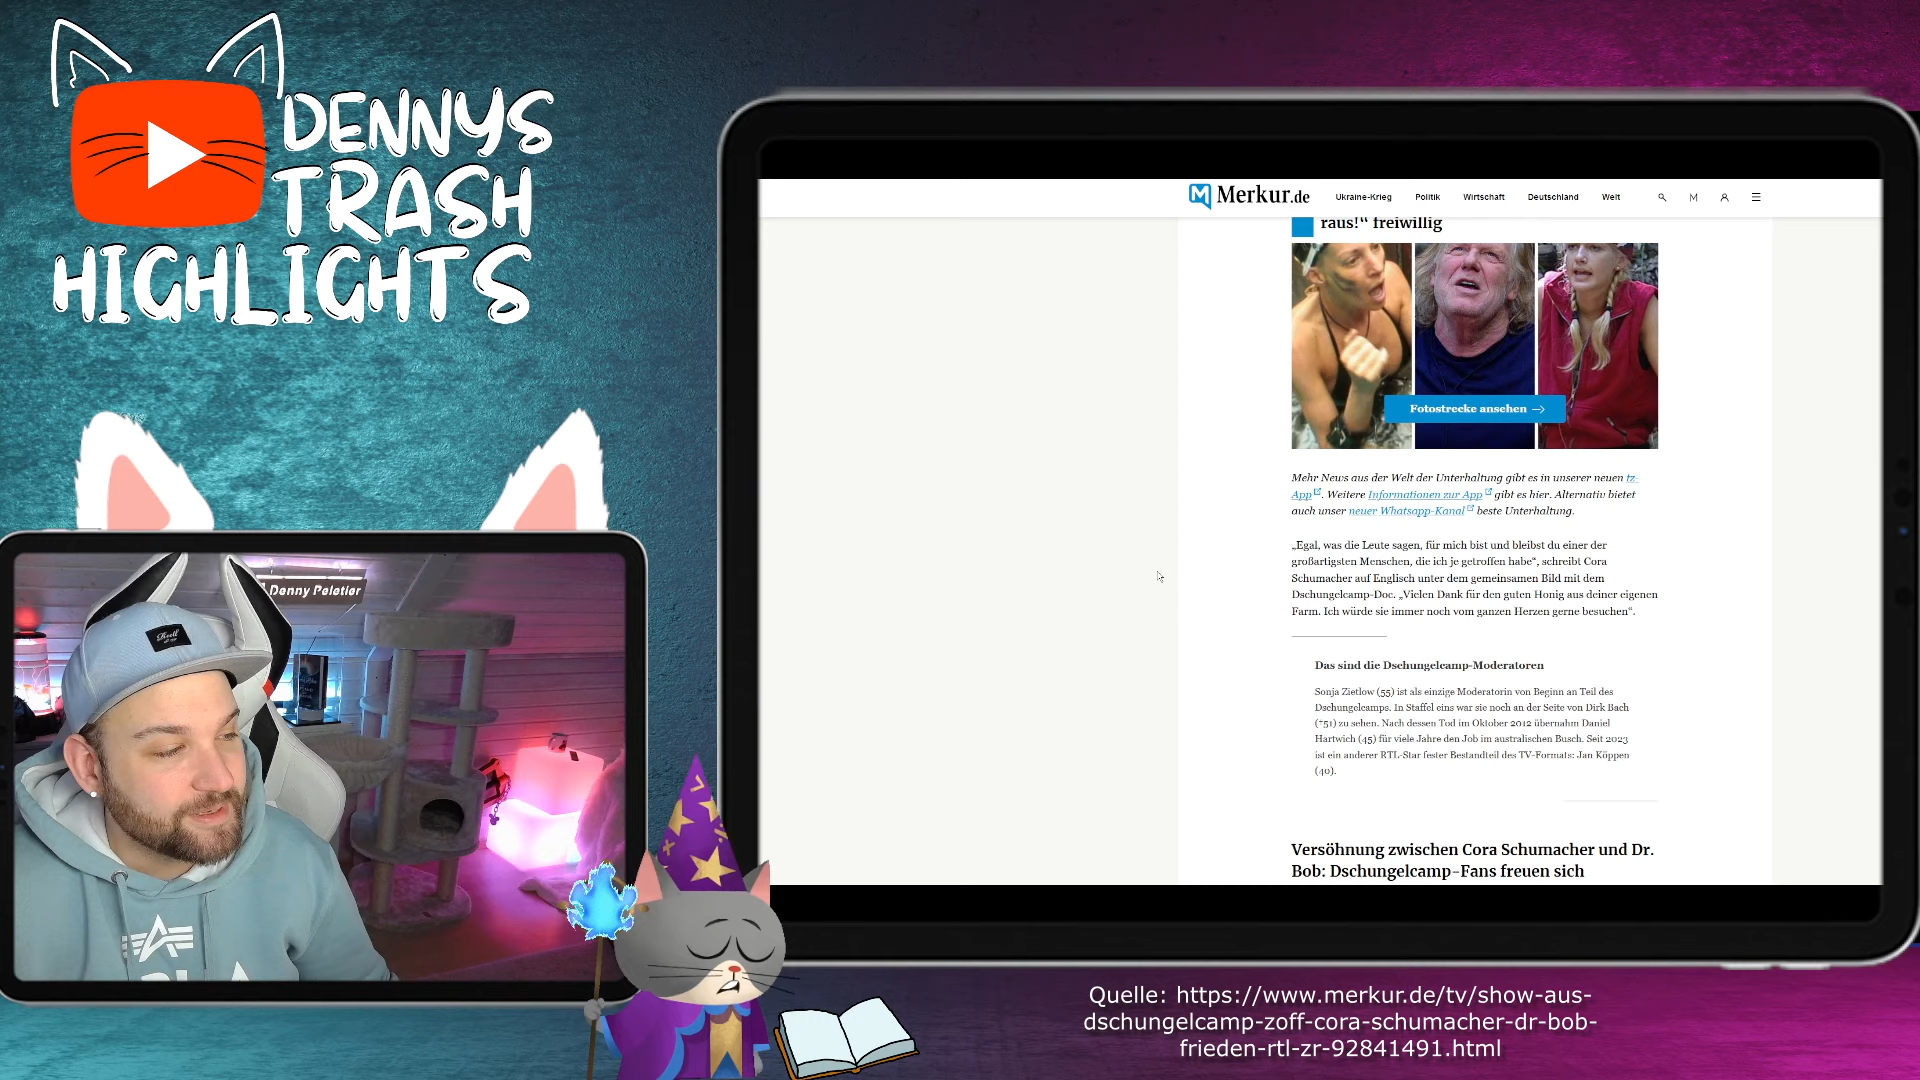 DENNYS
TRASH
HIGHLIGHTS
Merkur.de
Ukraine-Krieg
Politik
Wirtschaft
Deutschland
Welt
M
raus!“ freiwillig
Fotostrecke ansehen
Mehr News aus der Welt der Unterhaltung gibt es in unserer neuen tz-
App. Weitere Informationen zur App gibt es hier. Alternativ bietet
auch unser neuer Whatsapp-Kanal beste Unterhaltung.
„Egal, was die Leute sagen, für mich bist und bleibst du einer der
großartigsten Menschen, die ich je getroffen habe“, schreibt Cora
Schumacher auf Englisch unter dem gemeinsamen Bild mit dem
Dschungelcamp-Doc. „Vielen Dank für den guten Honig aus deiner eigenen
Farm. Ich würde sie immer noch vom ganzen Herzen gerne besuchen“.
Das sind die Dschungelcamp-Moderatoren
Sonja Zietlow (55) ist als einzige Moderatorin von Beginn an Teil des
Dschungelcamps. In Staffel eins war sie noch an der Seite von Dirk Bach
(†51) zu sehen. Nach dessen Tod im Oktober 2012 übernahm Daniel
Hartwich (45) für viele Jahre den Job im australischen Busch. Seit 2023
ist ein anderer RTL-Star fester Bestandteil des TV-Formats: Jan Köppen
(40).
Versöhnung zwischen Cora Schumacher und Dr.
Bob: Dschungelcamp-Fans freuen sich
Denny Peletier
Quelle: https://www.merkur.de/tv/show-aus-
dschungelcamp-zoff-cora-schumacher-dr-bob-
frieden-rtl-zr-92841491.html